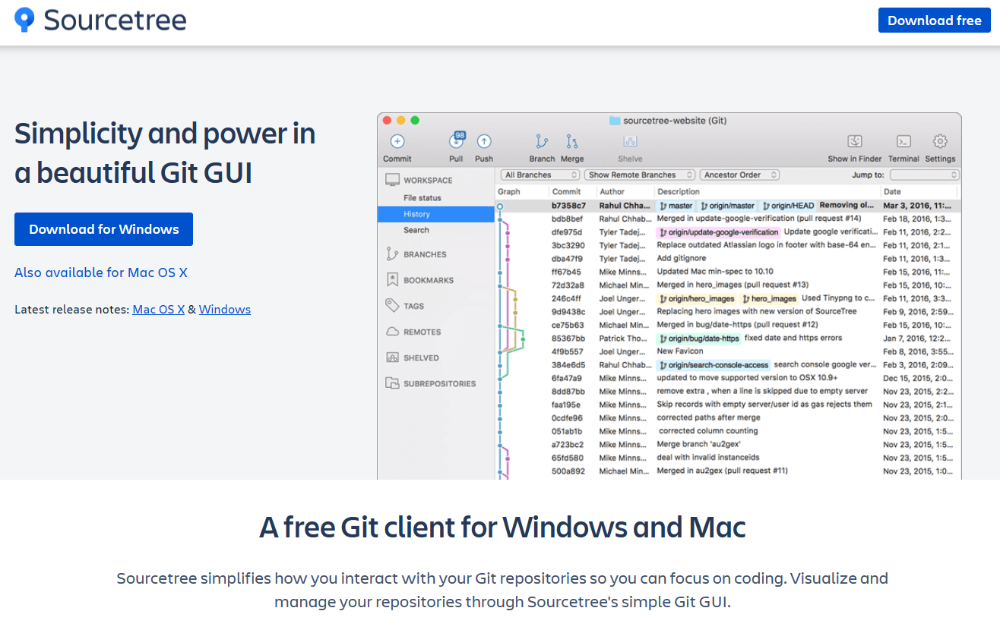 Sourcetree
Download free
Simplicity and power in
a beautiful Git GUI
Download for Windows
Also available for Mac OS X
Latest release notes: Mac OS X & Windows
sourcetree-website (Git)
98
Commit Pull Push Branch Merge Shelve Show in Finder Terminal Settings
All Branches Show Remote Branches Ancestor Order Jump to:
WORKSPACE
File status
History
Search
BRANCHES
BOOKMARKS
TAGS
REMOTES
SHELVED
SUBREPOSITORIES
Graph Commit Author Description Date
b7358c7 Rahul Chhab... master origin/master origin/HEAD Removing ol... Mar 3, 2016, 11:...
bdb8bef Rahul Chhab... Merged in update-google-verification (pull request #14) Feb 18, 2016, 1:3...
dfe975d Tyler Tadej... origin/update-google-verification Update google verificati... Feb 11, 2016, 2:2...
3bc3290 Tyler Tadej... Replace outdated Atlassian logo in footer with base-64 en... Feb 11, 2016, 2:1...
dba47f9 Tyler Tadej... Add gitignore Feb 11, 2016, 1:3...
ff67b45 Mike Minns... Updated Mac min-spec to 10.10 Feb 15, 2016, 11:...
72d32a8 Michael Min... Merged in hero_images (pull request #13) Feb 15, 2016, 10:...
246c4ff Joel Unger... origin/hero_images hero_images Used Tinypng to c... Feb 11, 2016, 3:3...
9d9438c Joel Unger... Replacing hero images with new version of SourceTree Feb 9, 2016, 2:59...
ce75b63 Michael Min... Merged in bug/date-https (pull request #12) Feb 15, 2016, 10:...
85367bb Patrick Tho... origin/bug/date-https fixed date and https errors Jan 7, 2016, 12:2...
4f9b557 Joel Unger... New Favicon Feb 8, 2016, 3:55...
384e6d5 Rahul Chhab... origin/search-console-access search console google ver... Feb 3, 2016, 2:09...
6fa47a9 Mike Minns... updated to move supported version to OSX 10.9+ Dec 15, 2015, 2:0...
8dd87bb Mike Minns... remove extra , when a line is skipped due to empty server Nov 23, 2015, 2:2...
faa195e Mike Minns... Skip records with empty server/user id as gas rejects them Nov 23, 2015, 2:1...
0cdfe96 Mike Minns... corrected paths after merge Nov 23, 2015, 2:0...
051ab1b Mike Minns... corrected column counting Nov 23, 2015, 1:5...
a723bc2 Mike Minns... Merge branch 'au2gex' Nov 23, 2015, 1:5...
65fd580 Mike Minns... deal with invalid instanceids Nov 23, 2015, 1:5...
500a892 Michael Min... Merged in au2gex (pull request #11) Nov 23, 2015, 1:0...
A free Git client for Windows and Mac
Sourcetree simplifies how you interact with your Git repositories so you can focus on coding. Visualize and
manage your repositories through Sourcetree's simple Git GUI.